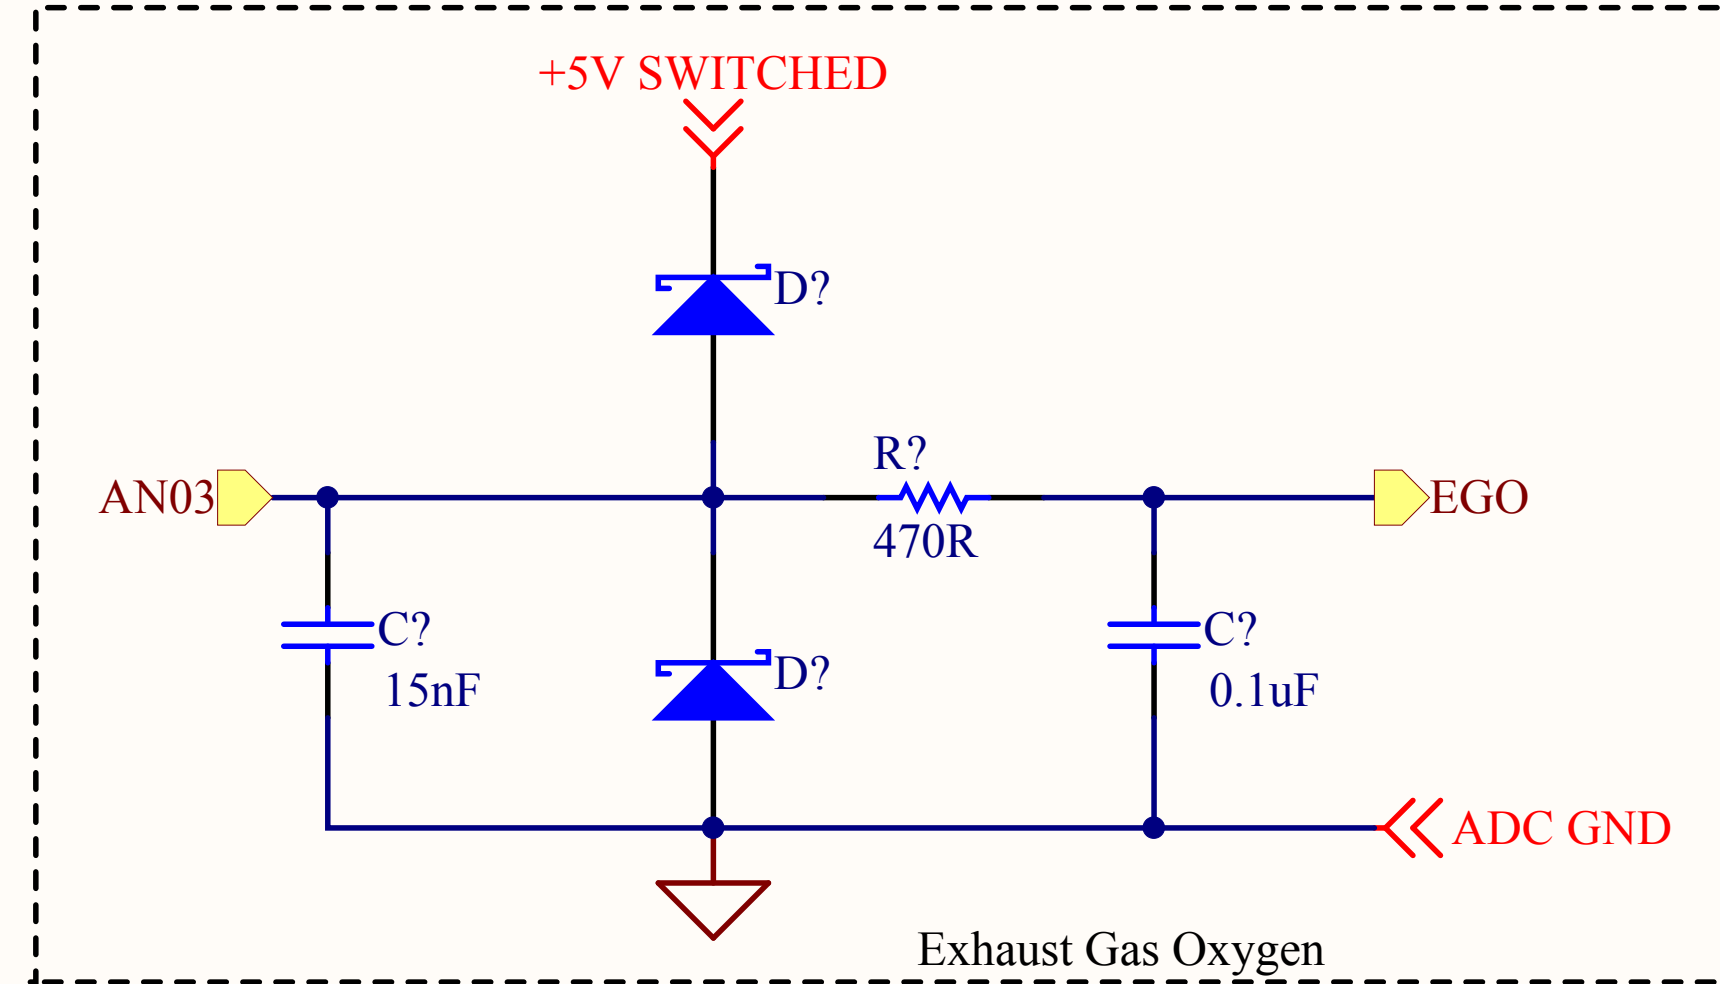 +5V SWITCHED
D?
R?
AN03
EGO
470R
C?
C?
D?
15nF
0.1uF
ADC GND
Exhaust Gas Oxygen